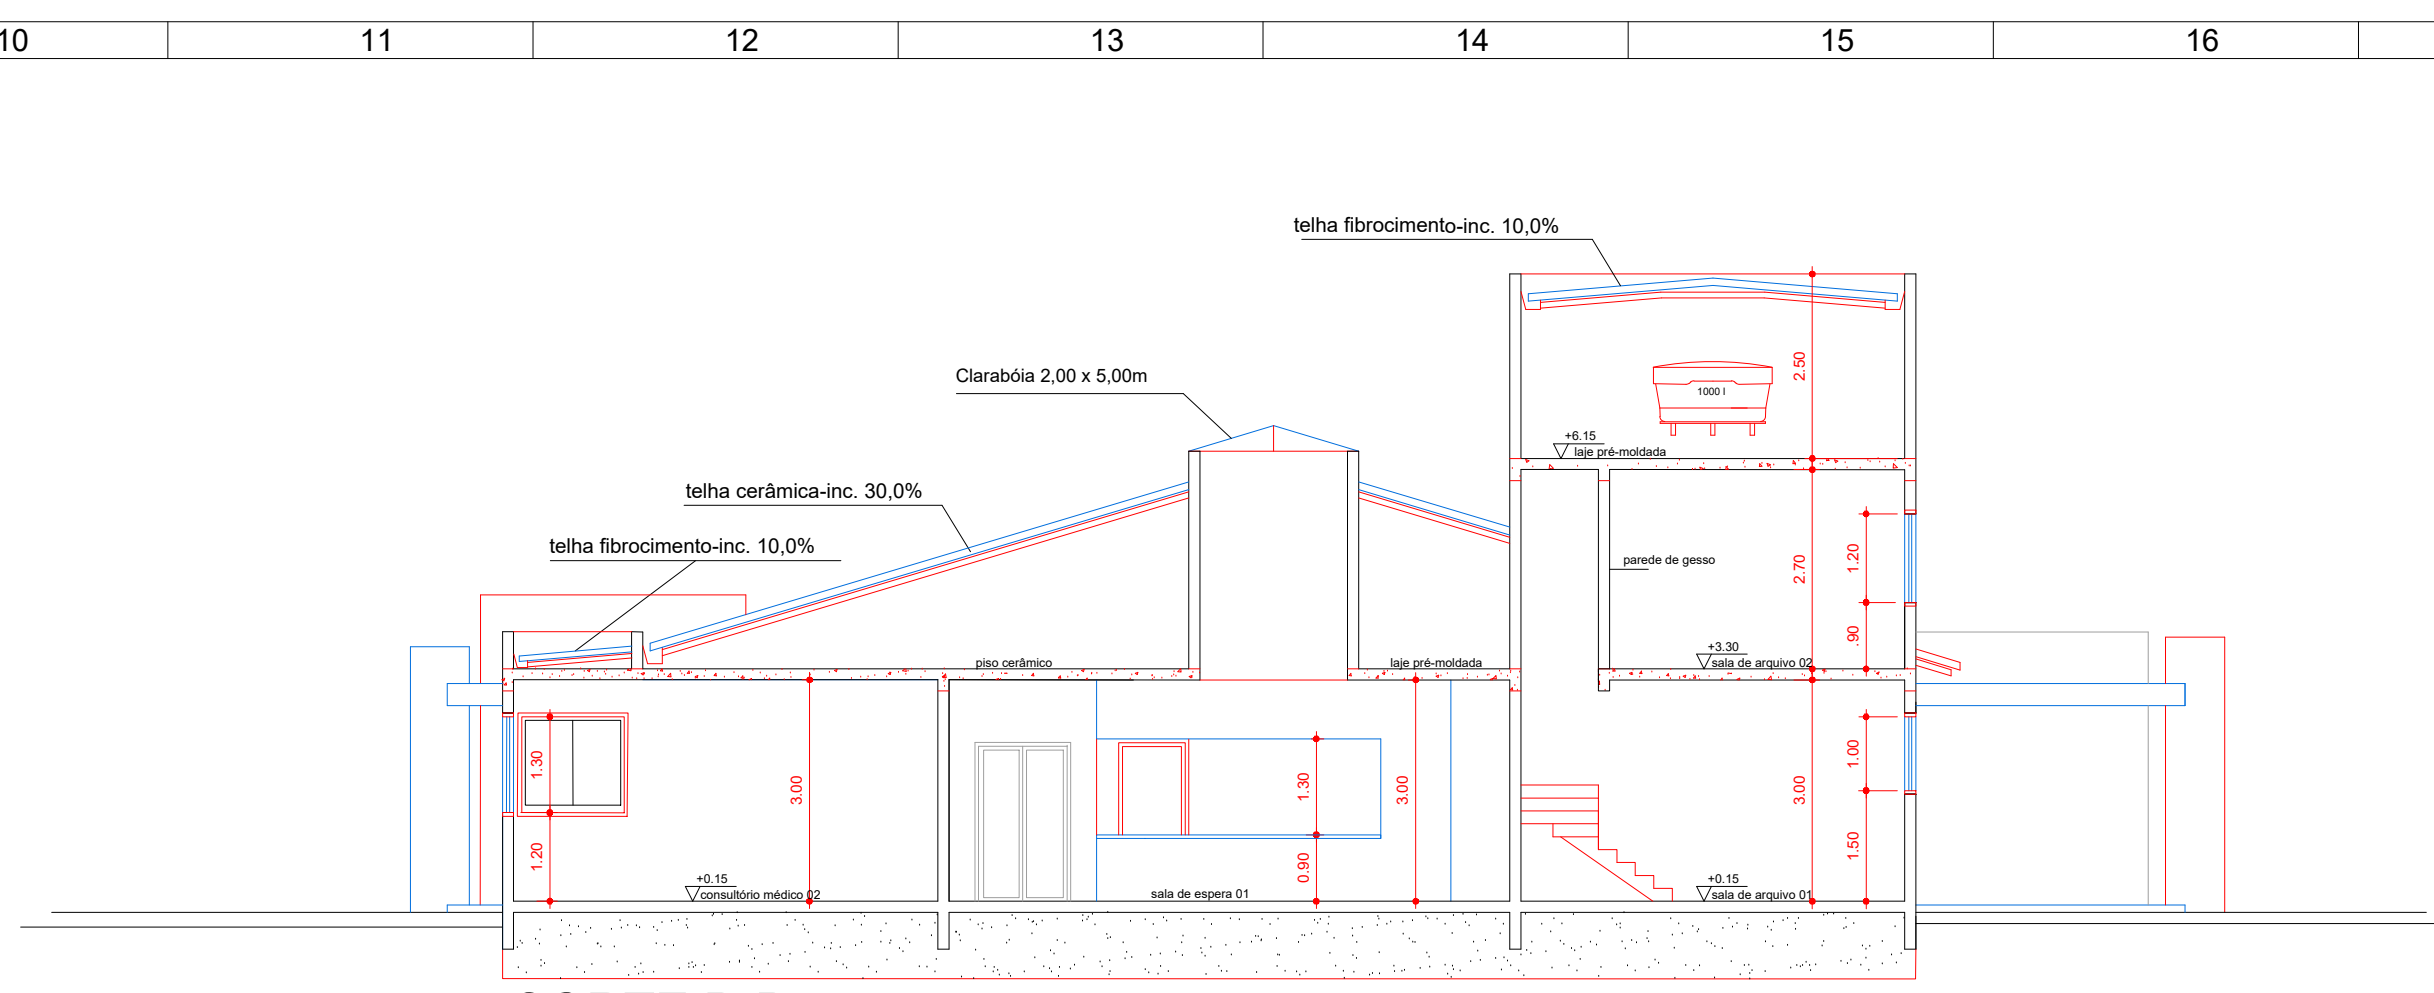 10 11 12 13 14 15 16
telha fibrocimento-inc. 10,0%
Clarabóia 2,00 x 5,00m
2.50
1000 l
+6.15
laje pré-moldada
telha cerâmica-inc. 30,0%
telha fibrocimento-inc. 10,0%
parede de gesso
2.70
1.20
.90
+3.30
sala de arquivo 02
piso cerâmico
laje pré-moldada
1.30
1.20
3.00
+0.15
consultório médico 02
1.30
0.90
3.00
sala de espera 01
3.00
1.00
1.50
+0.15
sala de arquivo 01